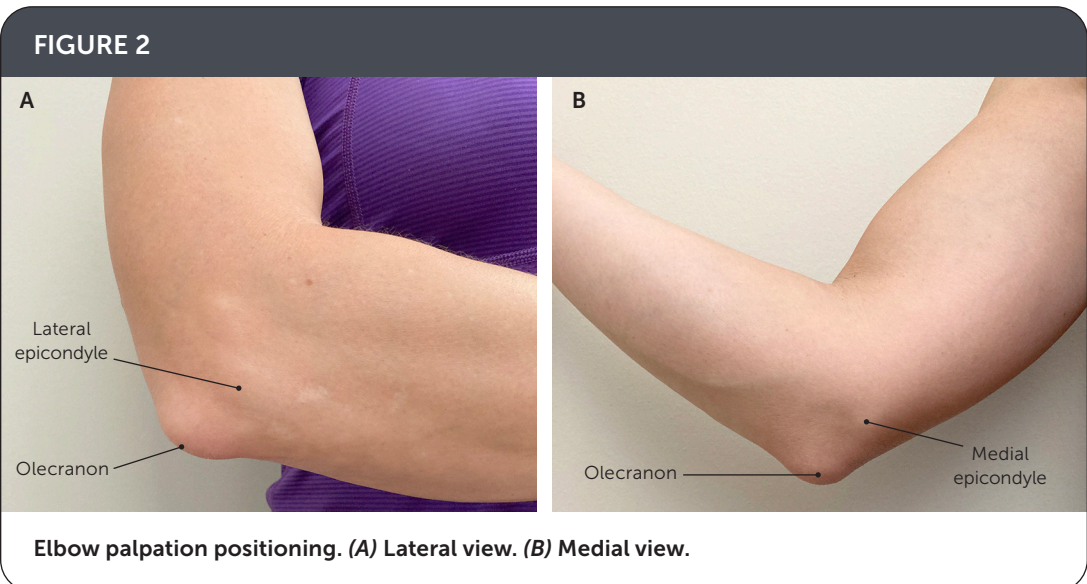 FIGURE 2
A
Lateral
epicondyle
Olecranon
B
Olecranon
Medial
epicondyle
Elbow palpation positioning. (A) Lateral view. (B) Medial view.